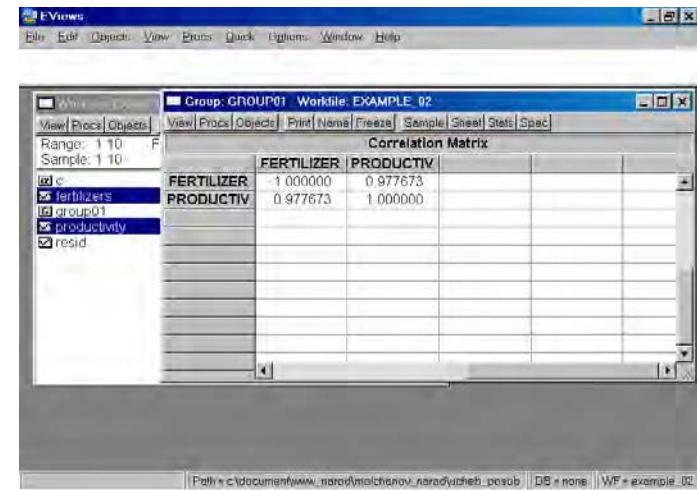 EViews
File Edit Objects View Procs Quick Options Window Help
Group: GROUP01 Workfile: EXAMPLE_02
View Procs Objects
View Procs Objects Print Name Freeze Sample Sheet Stats Spec
Range: 1 10 F
Sample: 1 10
Correlation Matrix
FERTILIZER PRODUCTIV
FERTILIZER 1.000000 0.977673
PRODUCTIV 0.977673 1.000000
c
fertilizers
group01
productivity
resid
Path = c:\document\www_narod\molchanov_narod\ucheb_posob DB = none WF = example_02